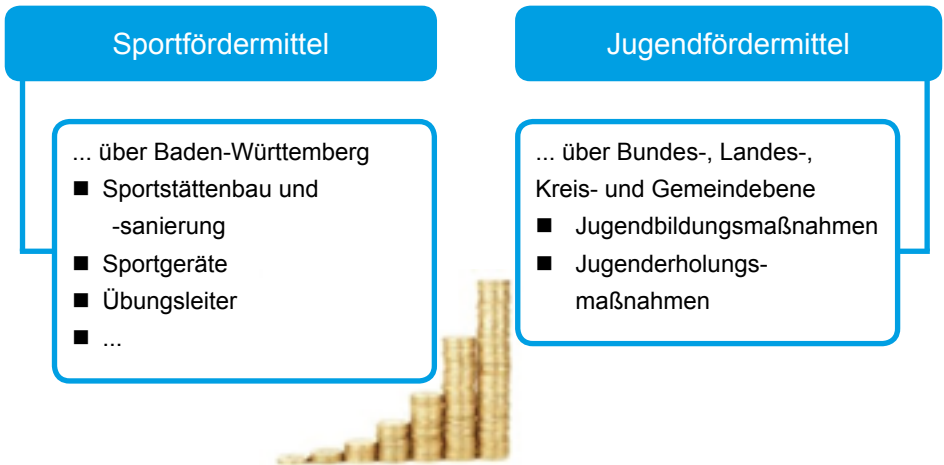 Sportfördermittel
... über Baden-Württemberg
■ Sportstättenbau und
-sanierung
■ Sportgeräte
■ Übungsleiter
■ ...
Jugendfördermittel
... über Bundes-, Landes-,
Kreis- und Gemeindebene
■ Jugendbildungsmaßnahmen
■ Jugenderholungs-
maßnahmen